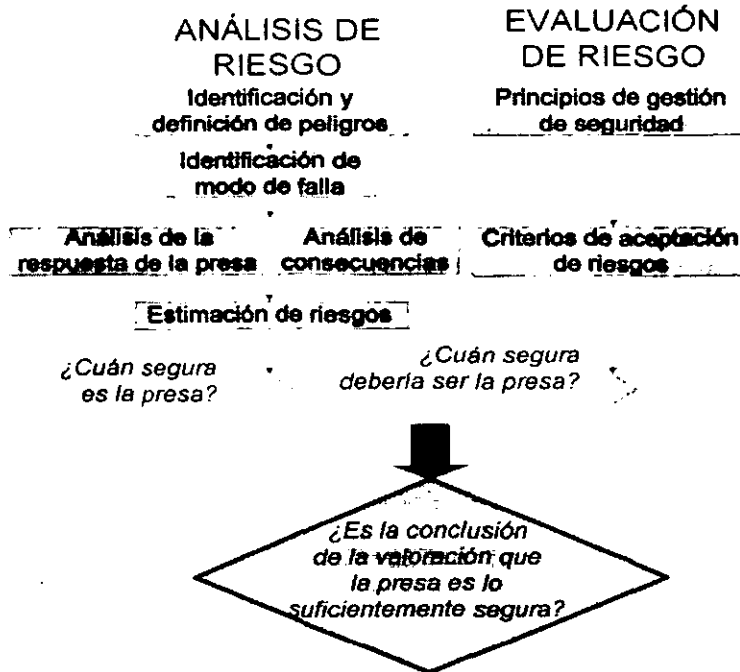 ANÁLISIS DE
RIESGO
EVALUACIÓN
DE RIESGO
Identificación y
definición de peligros
Principios de gestión
de seguridad
Identificación de
modo de falla
Análisis de la
respuesta de la presa
Análisis de
consecuencias
Criterios de aceptación
de riesgos
Estimación de riesgos
¿Cuán segura
es la presa?
¿Cuán segura
debería ser la presa?
¿Es la conclusión
de la valoración que
la presa es lo
suficientemente segura?